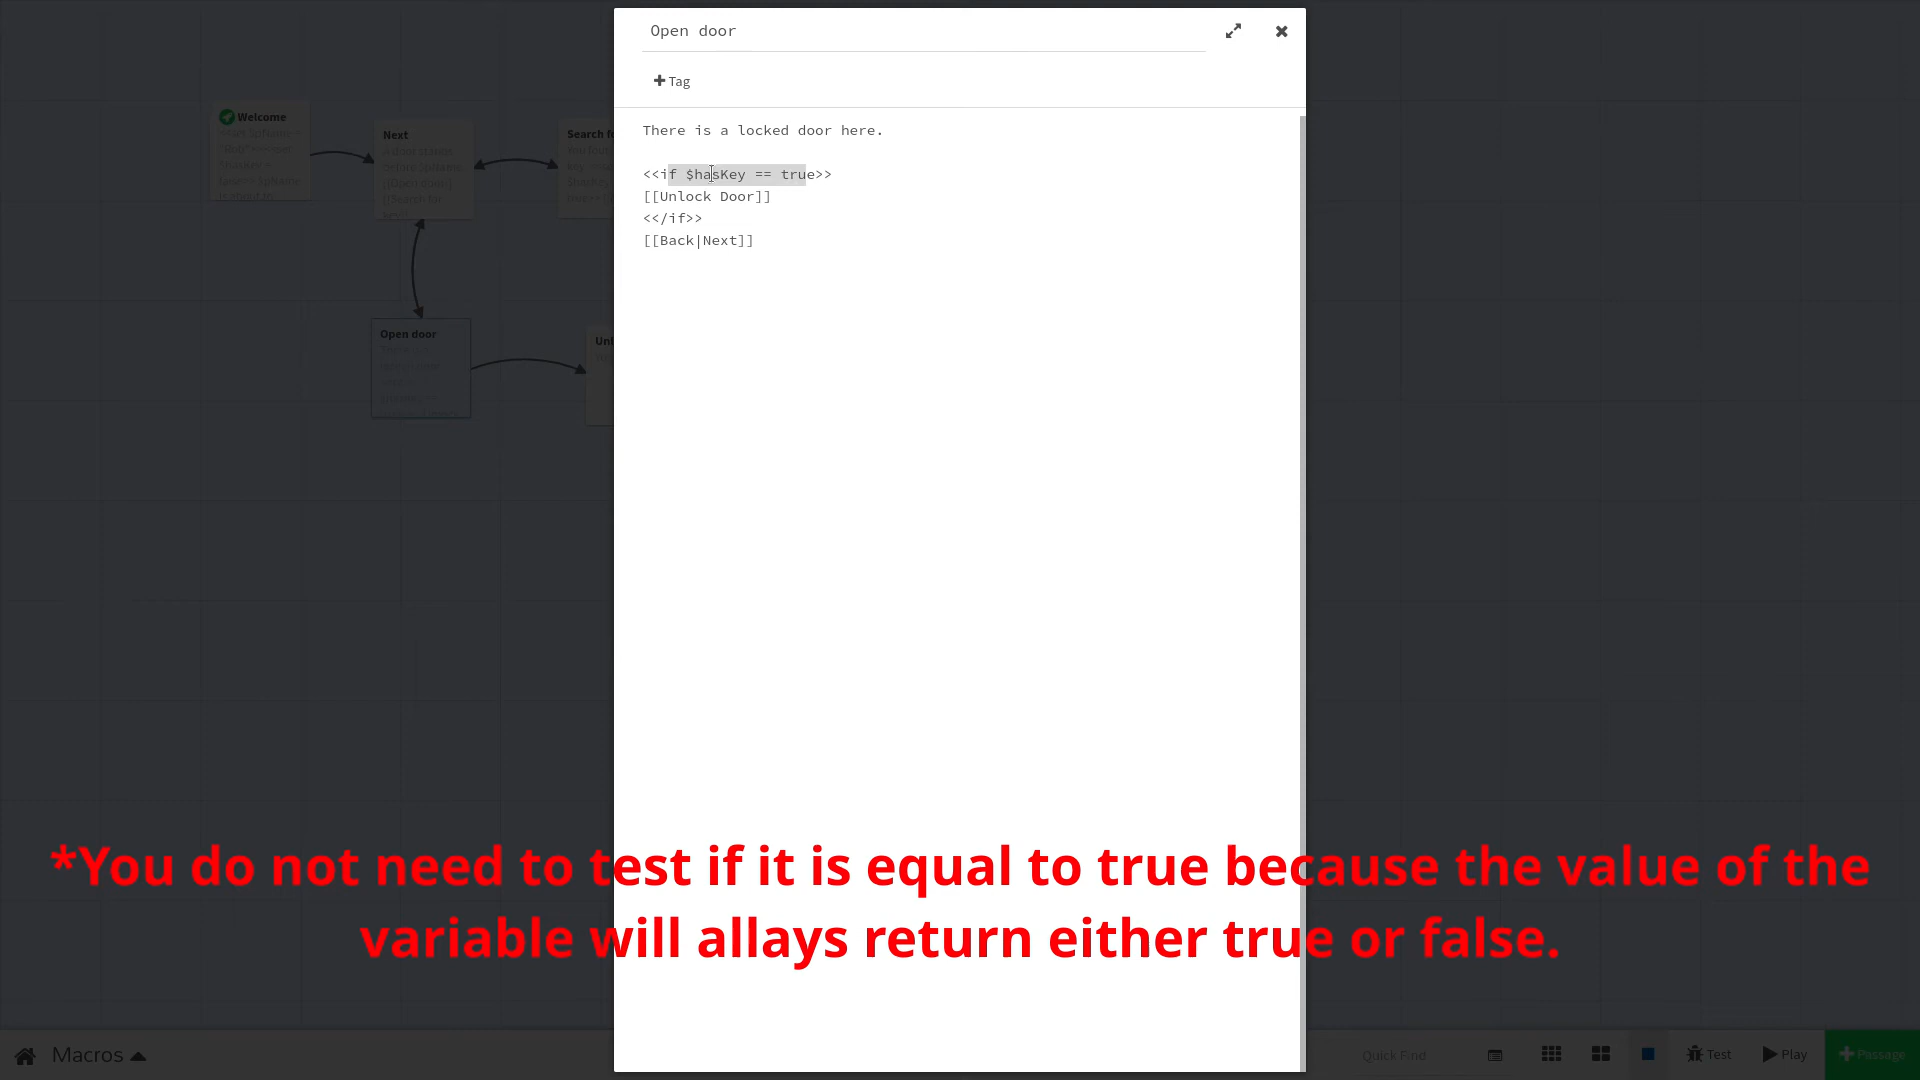 Open door
Tag
There is a locked door here.
<<if $hasKey == true>>
[[Unlock Door]]
<</if>>
[[Back|Next]]
Welcome
Next
Search fo
Open door
*You do not need to test if it is equal to true because the value of the
variable will allays return either true or false.
Macros
Quick Find
Test
Play
Passage